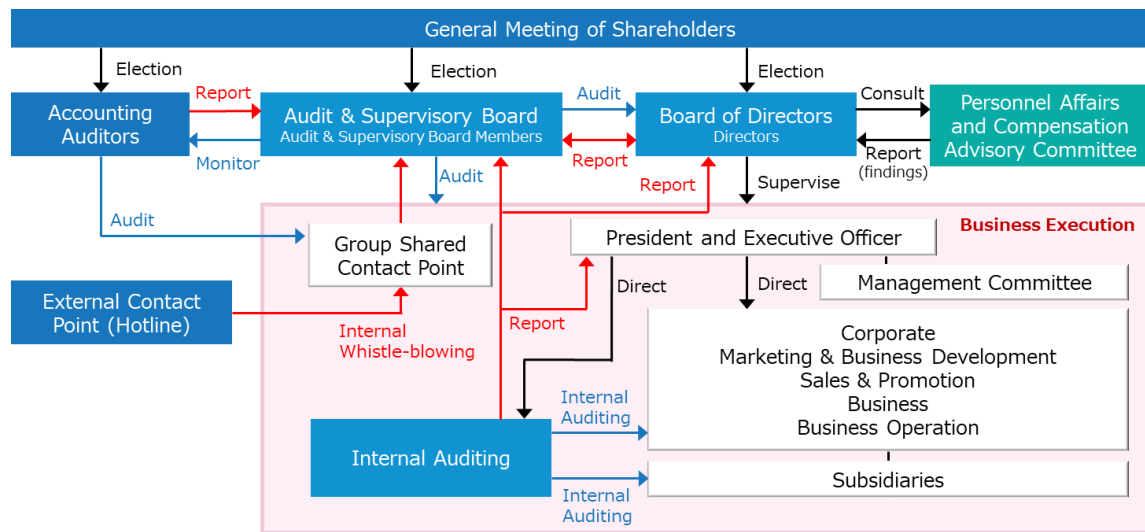 General Meeting of Shareholders
Election
Election
Election
Accounting
Auditors
Report
Monitor
Audit & Supervisory Board
Audit & Supervisory Board Members
Audit
Report
Board of Directors
Directors
Consult
Report
(findings)
Personnel Affairs
and Compensation
Advisory Committee
Audit
Audit
Report
Supervise
Business Execution
Group Shared
Contact Point
President and Executive Officer
Management Committee
External Contact
Point (Hotline)
Internal
Whistle-blowing
Report
Direct
Direct
Corporate
Marketing & Business Development
Sales & Promotion
Business
Business Operation
Internal Auditing
Internal
Auditing
Internal
Auditing
Subsidiaries